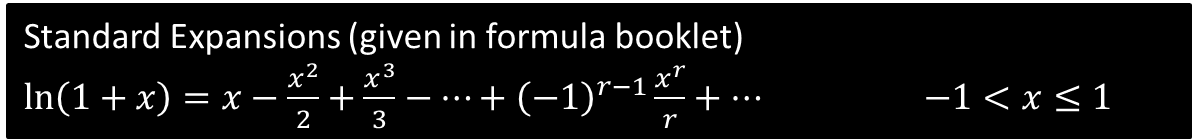 Standard Expansions (given in formula booklet)
ln(1 + x) = x − x²/2 + x³/3 − ⋯ + (−1)^{r−1} x^r/r + ⋯ −1 < x ≤ 1